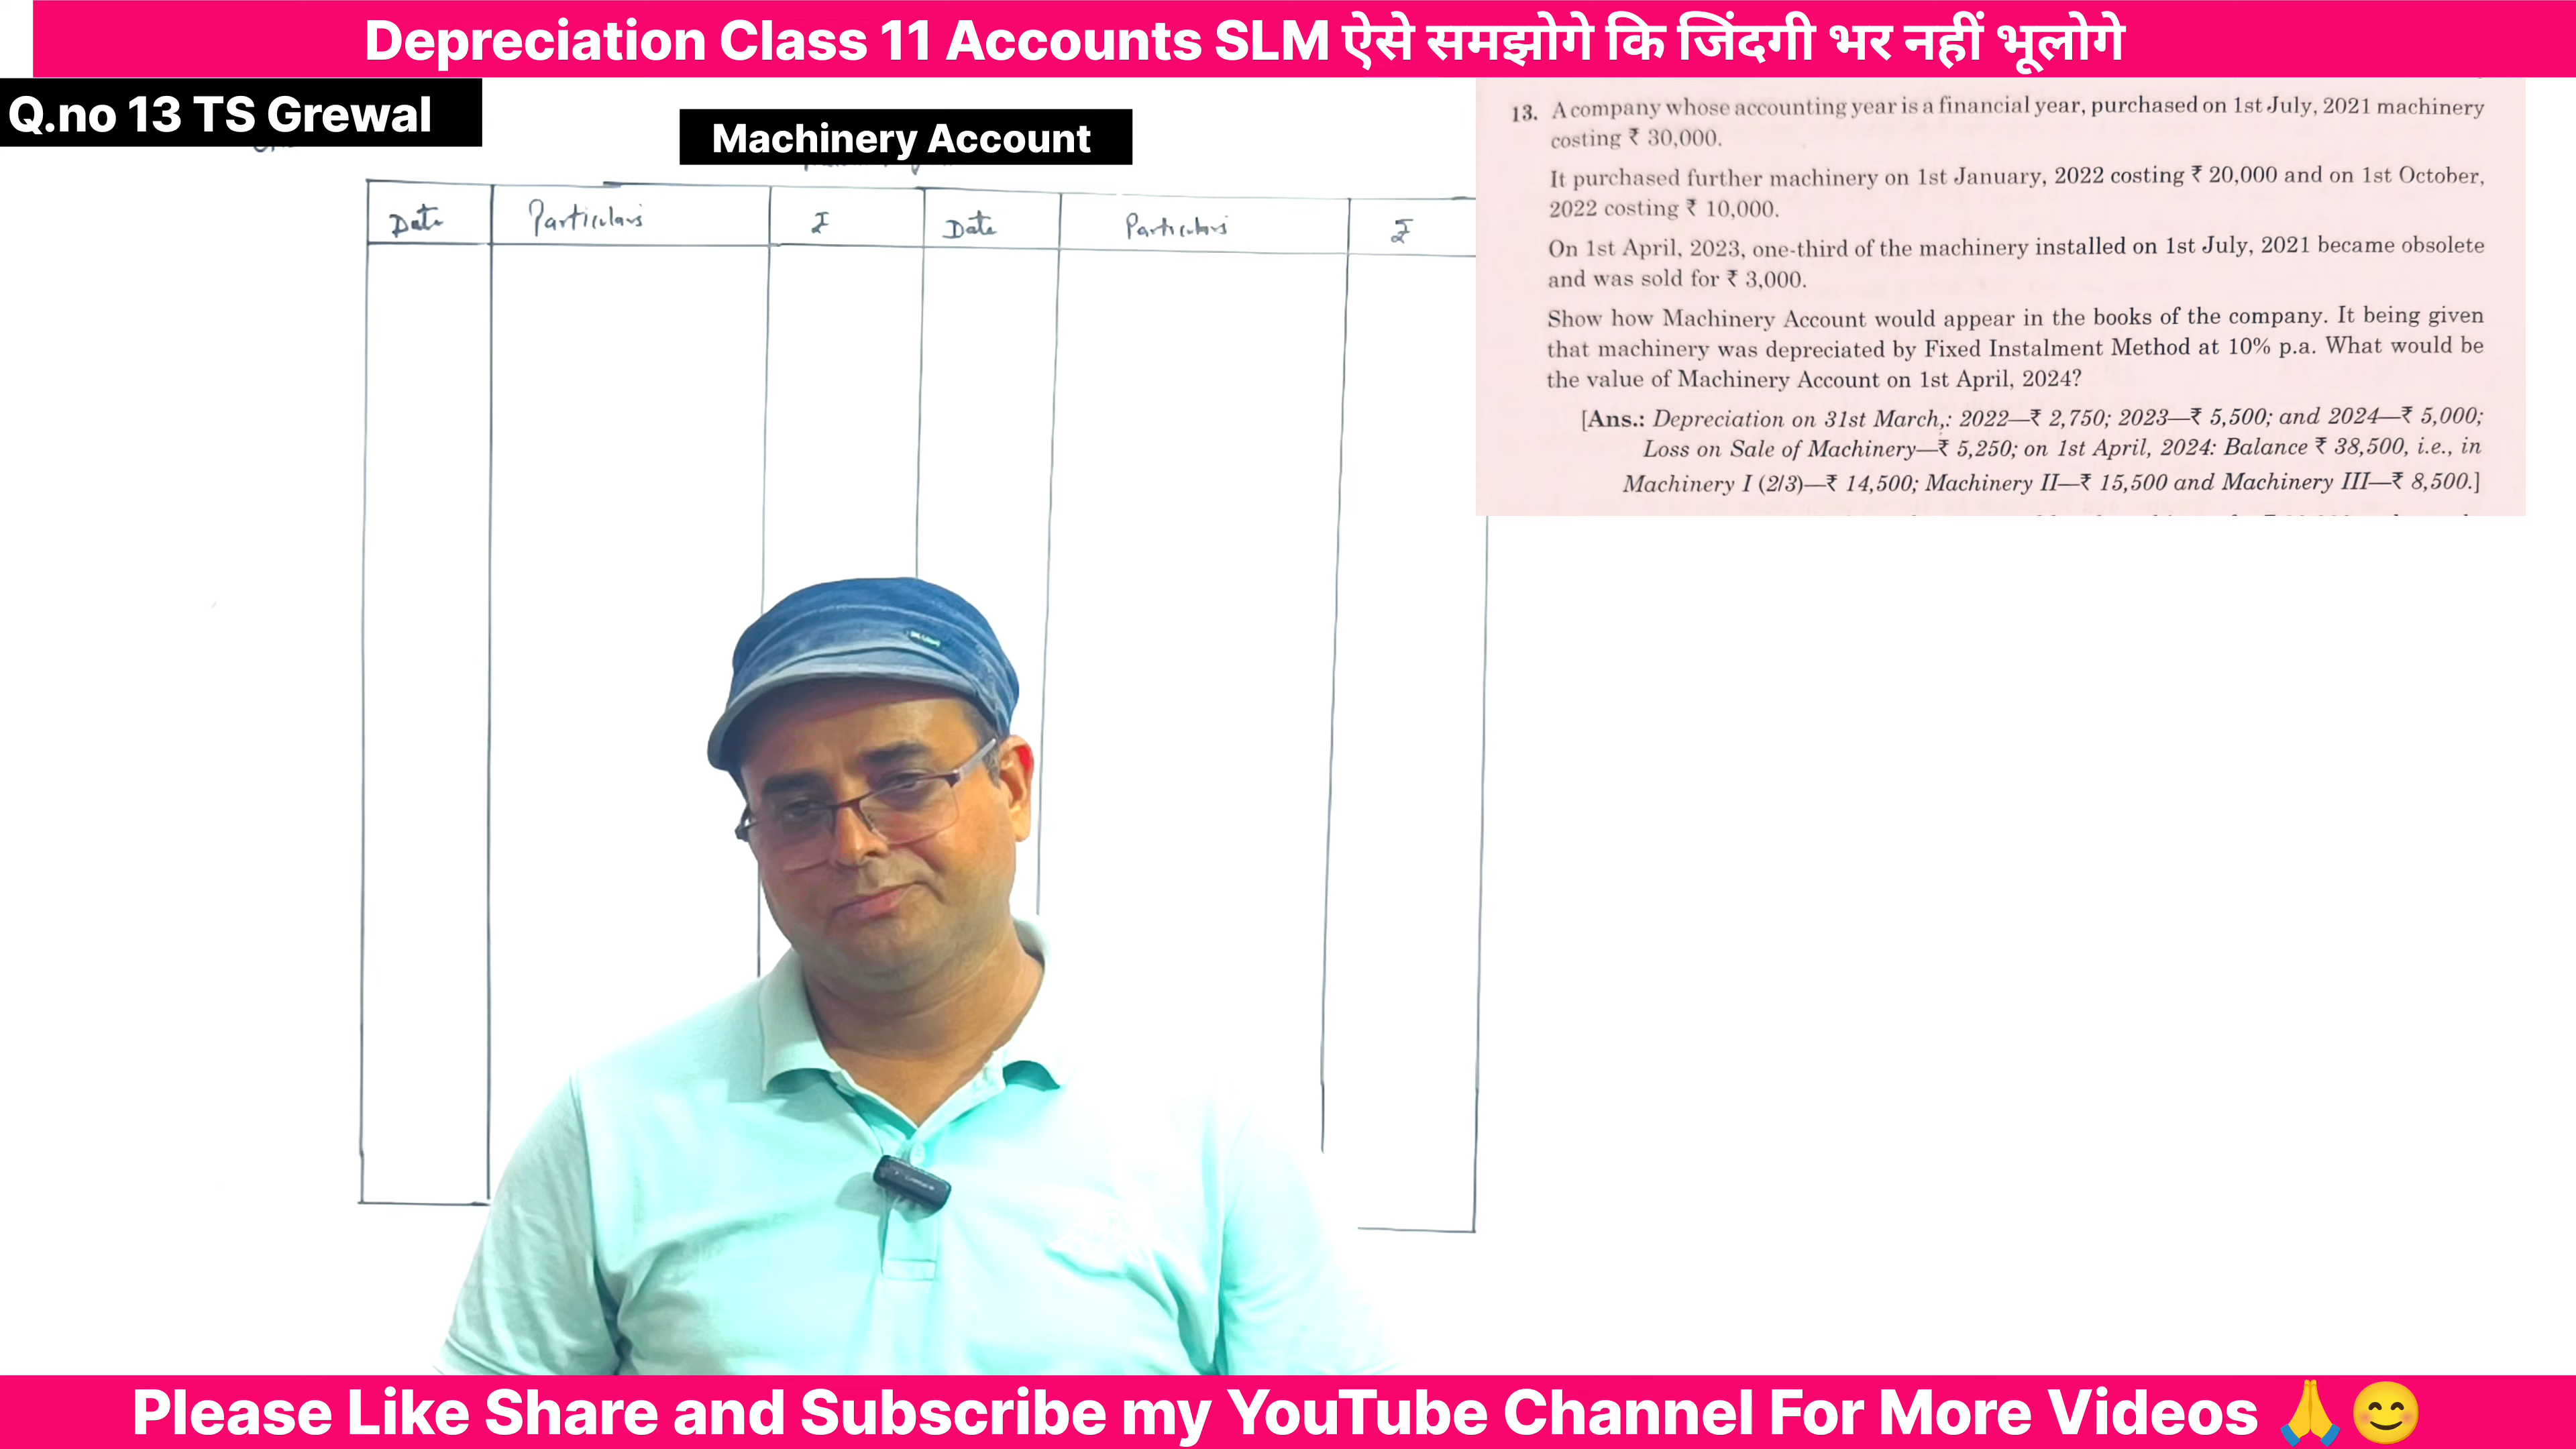 Depreciation Class 11 Accounts SLM ऐसे समझोगे कि जिंदगी भर नहीं भूलोगे
Q.no 13 TS Grewal
Machinery Account
Date Particulars ₹ Date Particulars ₹
13. A company whose accounting year is a financial year, purchased on 1st July, 2021 machinery
costing ₹ 30,000.
It purchased further machinery on 1st January, 2022 costing ₹ 20,000 and on 1st October,
2022 costing ₹ 10,000.
On 1st April, 2023, one-third of the machinery installed on 1st July, 2021 became obsolete
and was sold for ₹ 3,000.
Show how Machinery Account would appear in the books of the company. It being given
that machinery was depreciated by Fixed Instalment Method at 10% p.a. What would be
the value of Machinery Account on 1st April, 2024?
[Ans.: Depreciation on 31st March,: 2022—₹ 2,750; 2023—₹ 5,500; and 2024—₹ 5,000;
Loss on Sale of Machinery—₹ 5,250; on 1st April, 2024: Balance ₹ 38,500, i.e., in
Machinery I (2/3)—₹ 14,500; Machinery II—₹ 15,500 and Machinery III—₹ 8,500.]
Please Like Share and Subscribe my YouTube Channel For More Videos 🙏😊